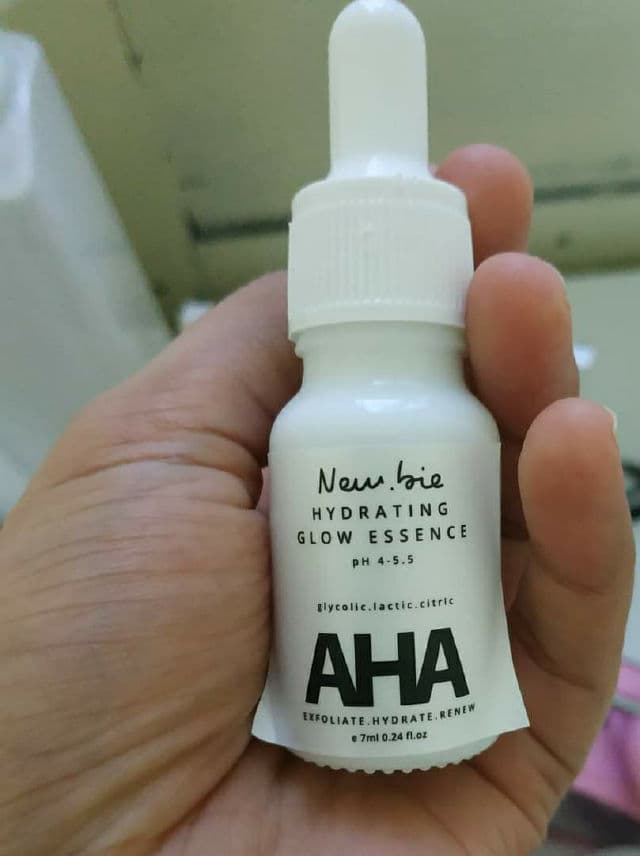 New.bie
HYDRATING
GLOW ESSENCE
pH 4-5.5
glycolic.lactic.citric
AHA
EXFOLIATE.HYDRATE.RENEW
e 7ml 0.24 fl.oz